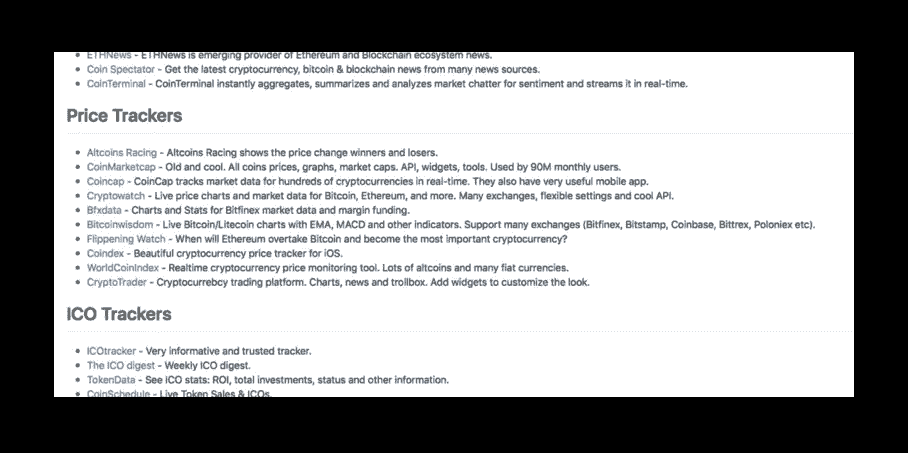 ETHNews - ETHNews is emerging provider of Ethereum and Blockchain ecosystem news.
Coin Spectator - Get the latest cryptocurrency, bitcoin & blockchain news from many news sources.
CoinTerminal - CoinTerminal instantly aggregates, summarizes and analyzes market chatter for sentiment and streams it in real-time.
Price Trackers
Altcoins Racing - Altcoins Racing shows the price change winners and losers.
CoinMarketcap - Old and cool. All coins prices, graphs, market caps. API, widgets, tools. Used by 90M monthly users.
Coincap - CoinCap tracks market data for hundreds of cryptocurrencies in real-time. They also have very useful mobile app.
Cryptowatch - Live price charts and market data for Bitcoin, Ethereum, and more. Many exchanges, flexible settings and cool API.
Bfxdata - Charts and Stats for Bitfinex market data and margin funding.
Bitcoinwisdom - Live Bitcoin/Litecoin charts with EMA, MACD and other indicators. Support many exchanges (Bitfinex, Bitstamp, Coinbase, Bittrex, Poloniex etc).
Flippening Watch - When will Ethereum overtake Bitcoin and become the most important cryptocurrency?
Coindex - Beautiful cryptocurrency price tracker for iOS.
WorldCoinIndex - Realtime cryptocurrency price monitoring tool. Lots of altcoins and many fiat currencies.
CryptoTrader - Cryptocurrebcy trading platform. Charts, news and trollbox. Add widgets to customize the look.
ICO Trackers
ICOtracker - Very informative and trusted tracker.
The ICO digest - Weekly ICO digest.
TokenData - See ICO stats: ROI, total investments, status and other information.
CoinSchedule - Live Token Sales & ICOs.